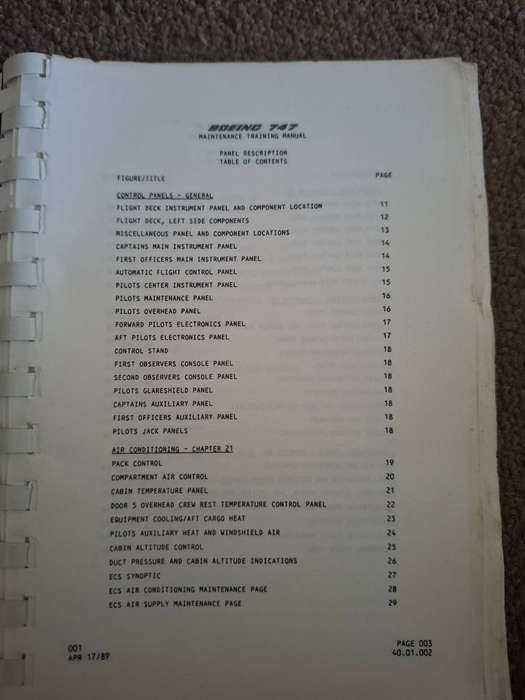 BOEING 747
MAINTENANCE TRAINING MANUAL
PANEL DESCRIPTION
TABLE OF CONTENTS
FIGURE/TITLE PAGE
CONTROL PANELS - GENERAL
FLIGHT DECK INSTRUMENT PANEL AND COMPONENT LOCATION 11
FLIGHT DECK, LEFT SIDE COMPONENTS 12
MISCELLANEOUS PANEL AND COMPONENT LOCATIONS 13
CAPTAINS MAIN INSTRUMENT PANEL 14
FIRST OFFICERS MAIN INSTRUMENT PANEL 14
AUTOMATIC FLIGHT CONTROL PANEL 15
PILOTS CENTER INSTRUMENT PANEL 15
PILOTS MAINTENANCE PANEL 16
PILOTS OVERHEAD PANEL 16
FORWARD PILOTS ELECTRONICS PANEL 17
AFT PILOTS ELECTRONICS PANEL 17
CONTROL STAND 18
FIRST OBSERVERS CONSOLE PANEL 18
SECOND OBSERVERS CONSOLE PANEL 18
PILOTS GLARESHIELD PANEL 18
CAPTAINS AUXILIARY PANEL 18
FIRST OFFICERS AUXILIARY PANEL 18
PILOTS JACK PANELS 18
AIR CONDITIONING - CHAPTER 21
PACK CONTROL 19
COMPARTMENT AIR CONTROL 20
CABIN TEMPERATURE PANEL 21
DOOR 5 OVERHEAD CREW REST TEMPERATURE CONTROL PANEL 22
EQUIPMENT COOLING/AFT CARGO HEAT 23
PILOTS AUXILIARY HEAT AND WINDSHIELD AIR 24
CABIN ALTITUDE CONTROL 25
DUCT PRESSURE AND CABIN ALTITUDE INDICATIONS 26
ECS SYNOPTIC 27
ECS AIR CONDITIONING MAINTENANCE PAGE 28
ECS AIR SUPPLY MAINTENANCE PAGE 29
001 PAGE 003
APR 17/89 40.01.002